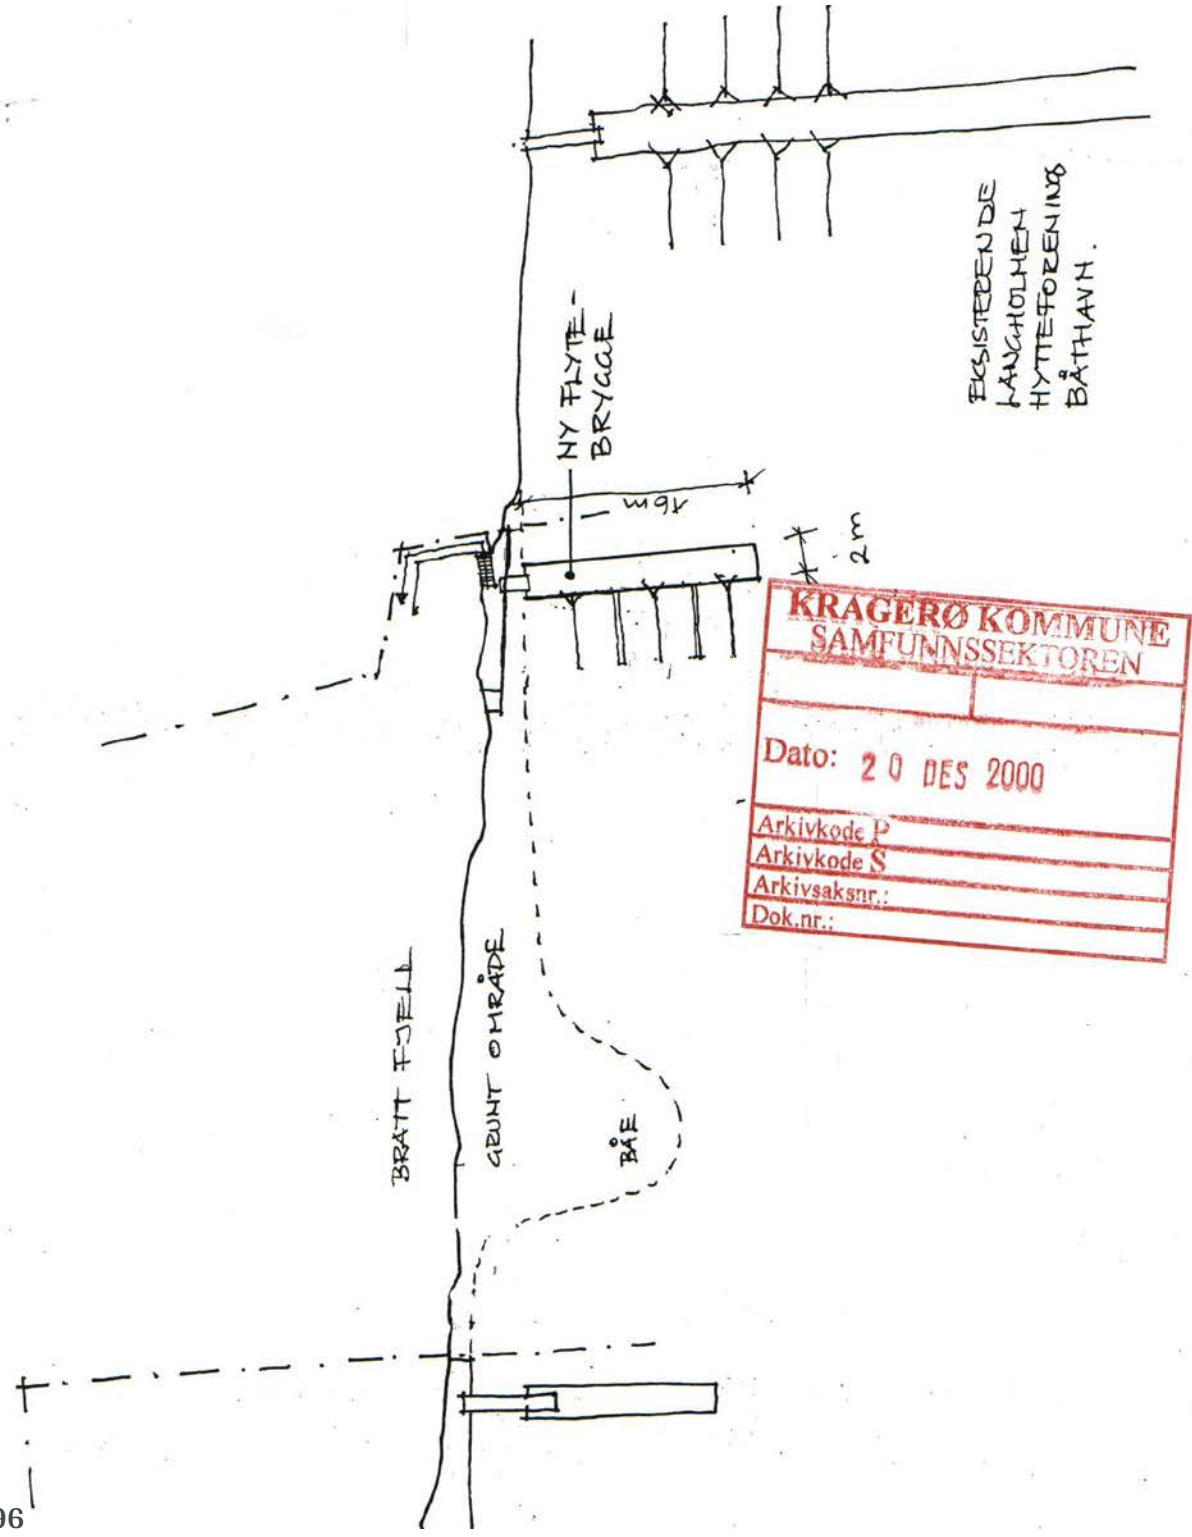 EKSISTERENDE
LANGHOLMEN
HYTTEFORENING
BÅTHAVN.
NY FLYTE-
BRYGGE
16m
2m
KRAGERØ KOMMUNE
SAMFUNNSSEKTOREN
Dato: 20 DES 2000
Arkivkode P
Arkivkode S
Arkivsaksnr.:
Dok.nr.:
BRATT FJELL
GRUNT OMRÅDE
BÅE
96